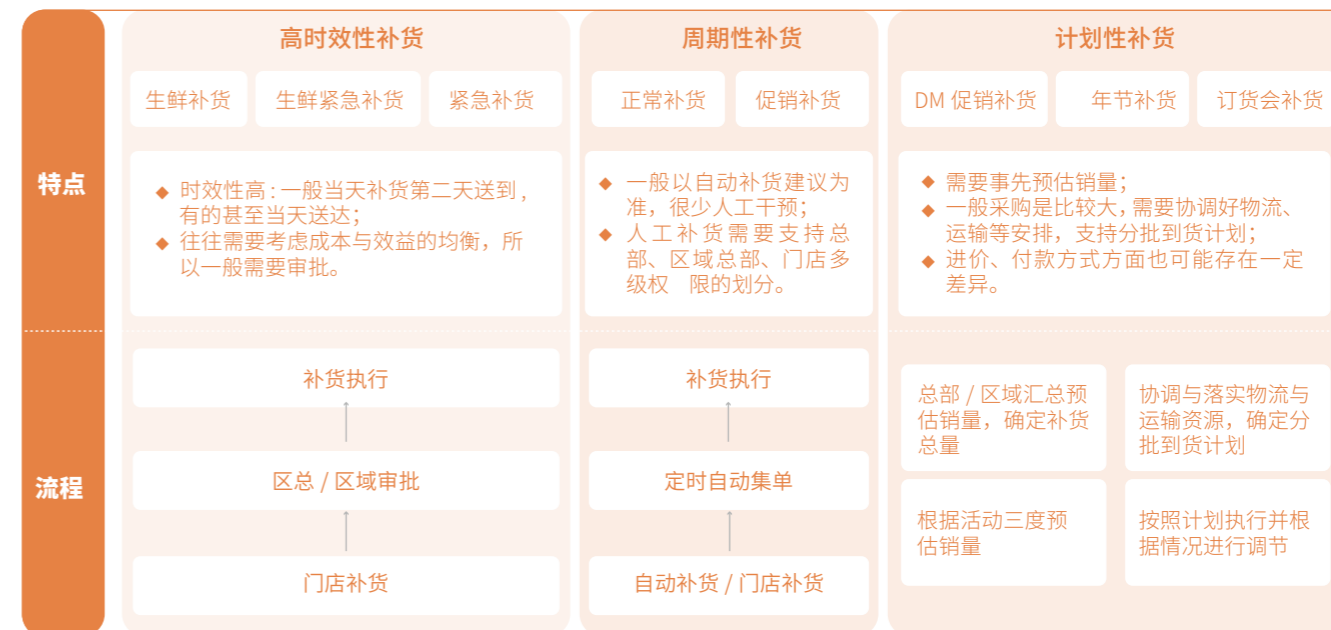 特点
流程
高时效性补货
生鲜补货
生鲜紧急补货
紧急补货
◆ 时效性高:一般当天补货第二天送到,
有的甚至当天送达;
◆ 往往需要考虑成本与效益的均衡,所
以一般需要审批。
补货执行
区总 / 区域审批
门店补货
周期性补货
正常补货
促销补货
◆ 一般以自动补货建议为
准,很少人工干预;
◆ 人工补货需要支持总
部、区域总部、门店多
级权 限的划分。
补货执行
定时自动集单
自动补货 / 门店补货
计划性补货
DM 促销补货
年节补货
订货会补货
◆ 需要事先预估销量;
◆ 一般采购是比较大,需要协调好物流、
运输等安排,支持分批到货计划;
◆ 进价、付款方式方面也可能存在一定
差异。
总部 / 区域汇总预
估销量,确定补货
总量
协调与落实物流与
运输资源,确定分
批到货计划
根据活动三度预
估销量
按照计划执行并根
据情况进行调节